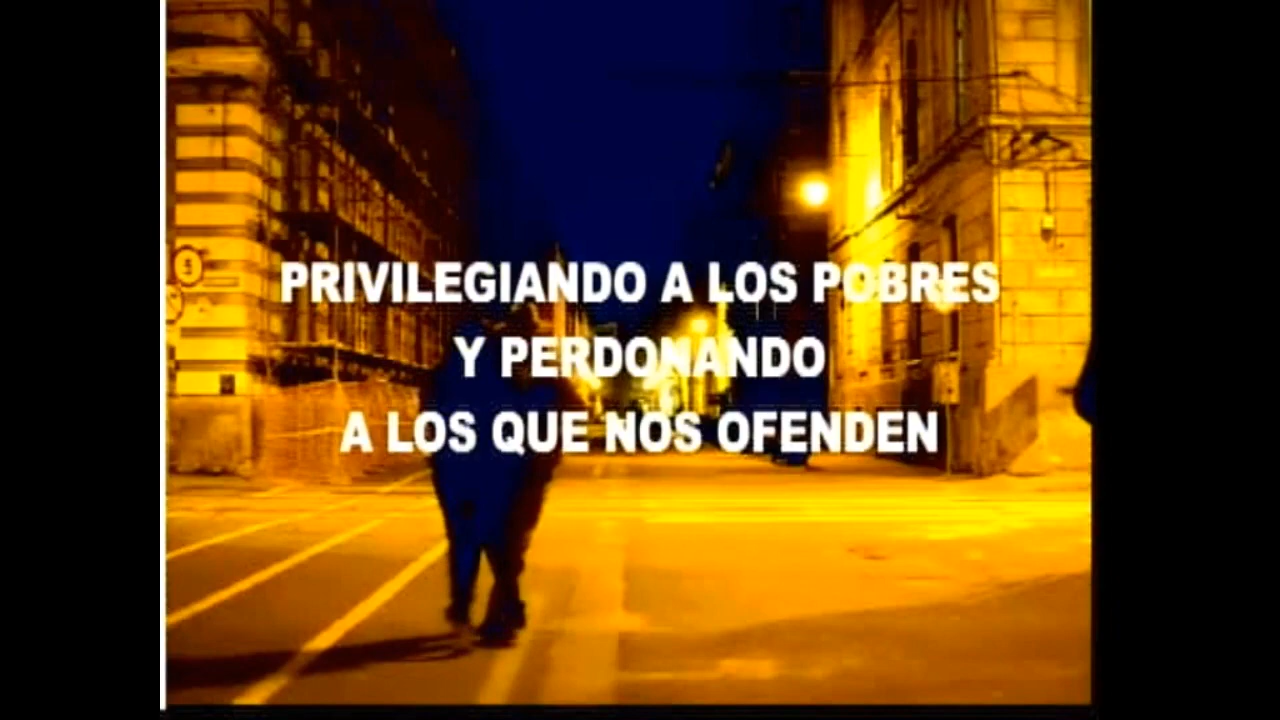 PRIVILEGIANDO A LOS POBRES
Y PERDONANDO
A LOS QUE NOS OFENDEN